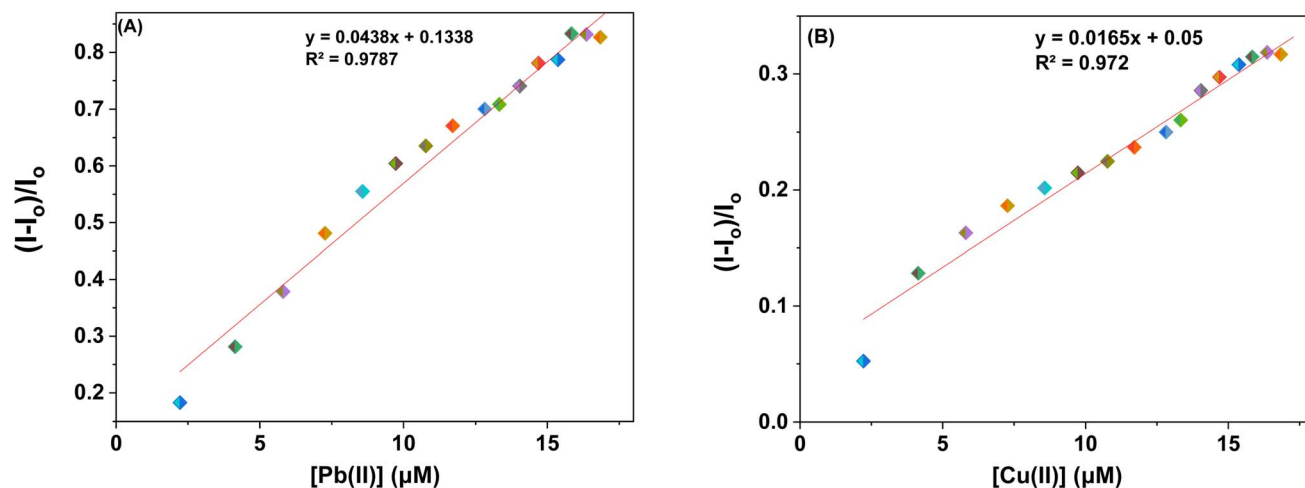 (A)
y = 0.0438x + 0.1338
R² = 0.9787
(I-Iₒ)/Iₒ
0.8
0.7
0.6
0.5
0.4
0.3
0.2
0 5 10 15
[Pb(II)] (µM)
(B)
y = 0.0165x + 0.05
R² = 0.972
(I-Iₒ)/Iₒ
0.3
0.2
0.1
0.0
0 5 10 15
[Cu(II)] (µM)